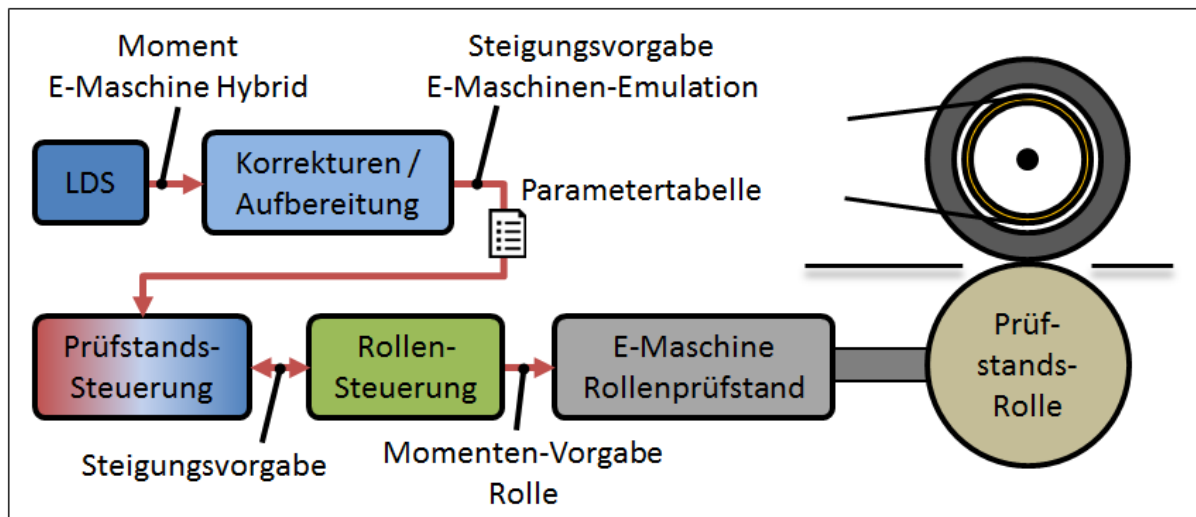 Moment
E-Maschine Hybrid
Steigungsvorgabe
E-Maschinen-Emulation
LDS
Korrekturen /
Aufbereitung
Parametertabelle
Prüfstands-
Steuerung
Rollen-
Steuerung
E-Maschine
Rollenprüfstand
Prüf-
stands-
Rolle
Steigungsvorgabe
Momenten-Vorgabe
Rolle